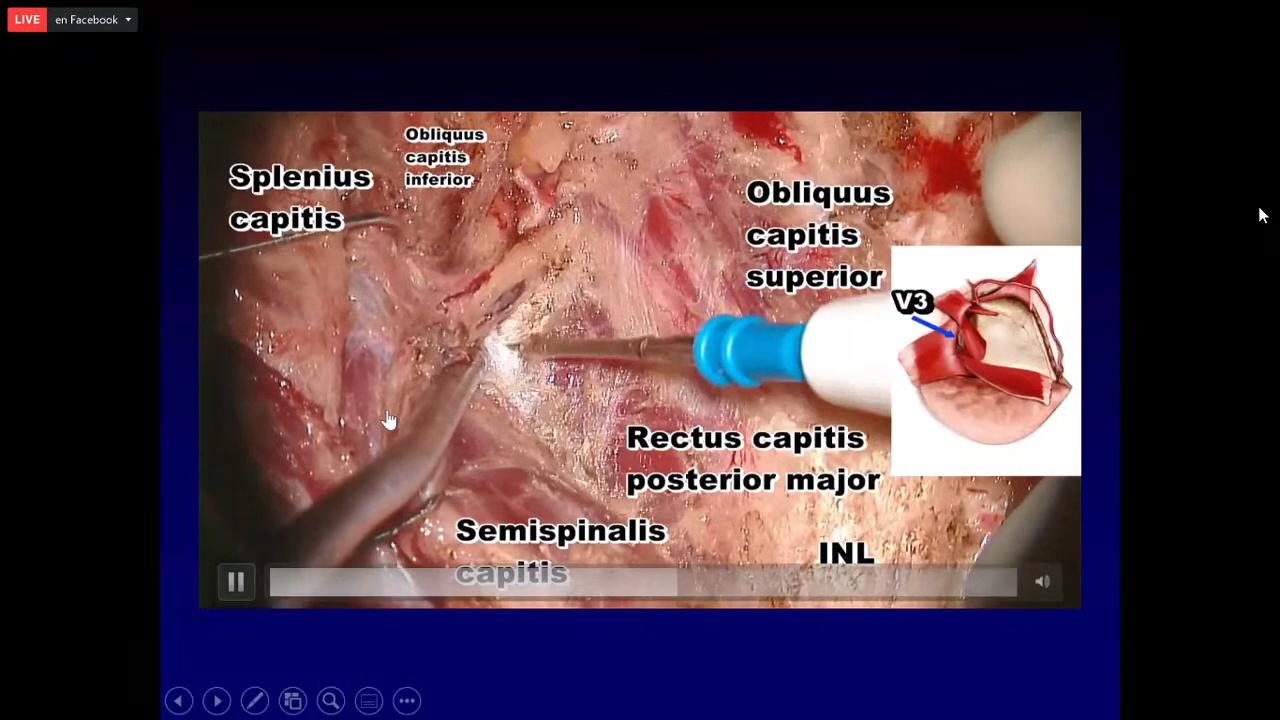 LIVE en Facebook
Obliquus
capitis
inferior
Splenius
capitis
Obliquus
capitis
superior
V3
Rectus capitis
posterior major
Semispinalis
capitis
INL